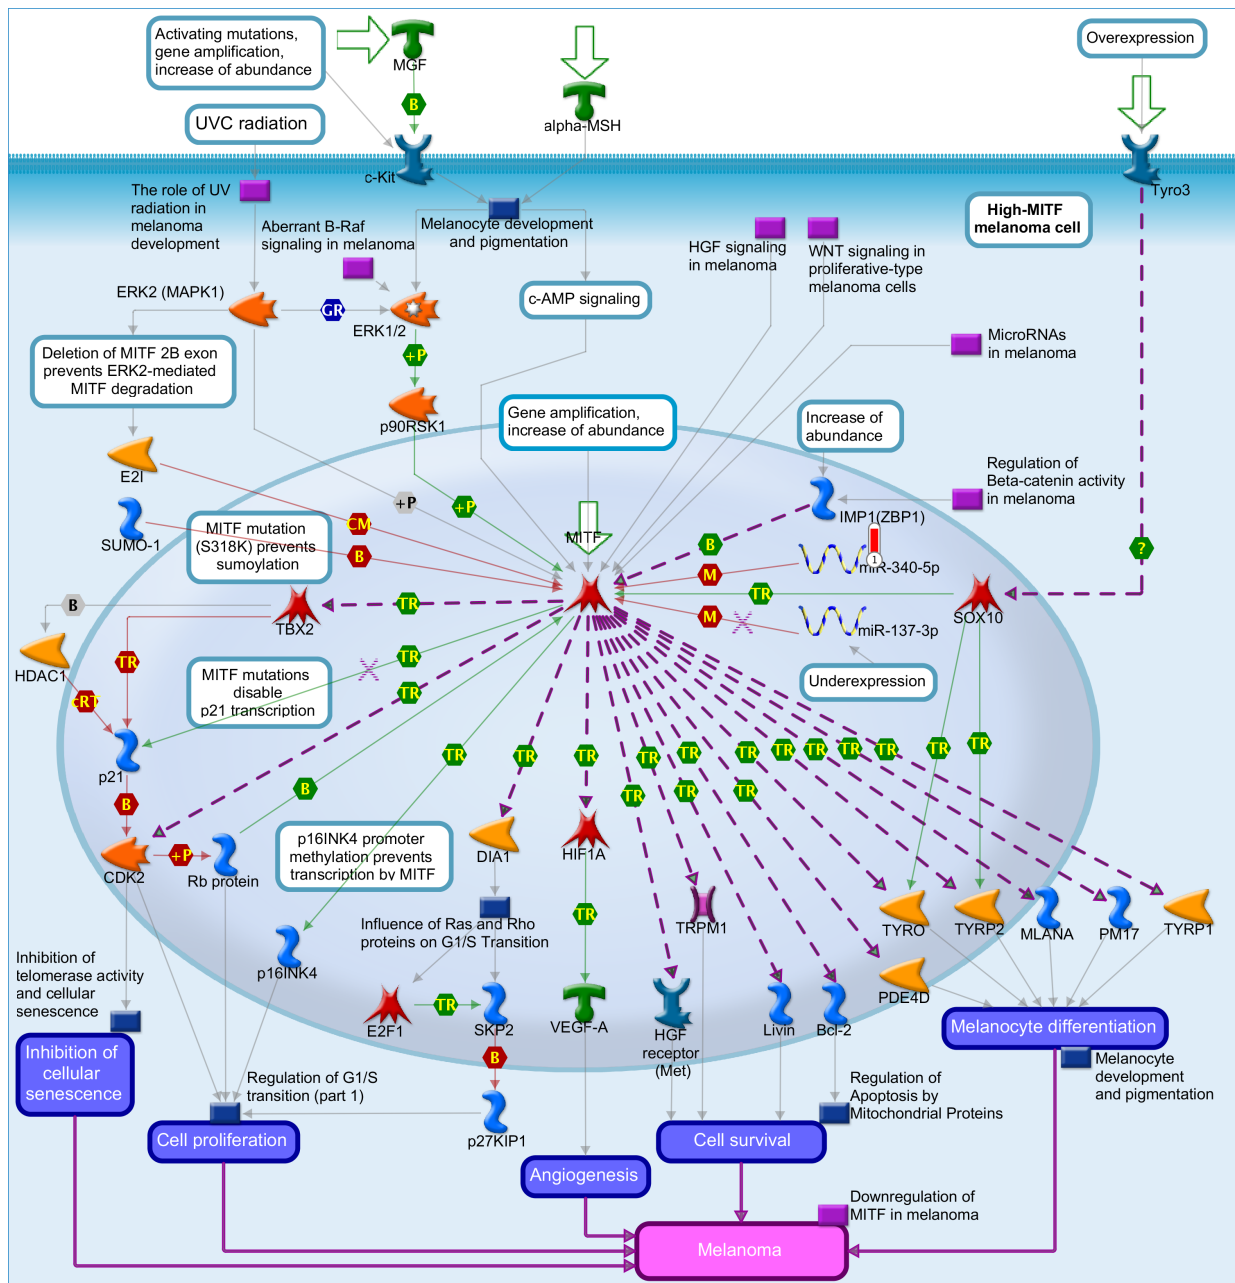 Activating mutations,
gene amplification,
increase of abundance
MGF
B
alpha-MSH
Overexpression
UVC radiation
c-Kit
Tyro3
The role of UV
radiation in
melanoma
development
Aberrant B-Raf
signaling in melanoma
Melanocyte development
and pigmentation
HGF signaling
in melanoma
WNT signaling in
proliferative-type
melanoma cells
High-MITF
melanoma cell
ERK2 (MAPK1)
GR
ERK1/2
c-AMP signaling
MicroRNAs
in melanoma
Deletion of MITF 2B exon
prevents ERK2-mediated
MITF degradation
+P
p90RSK1
Gene amplification,
increase of abundance
Increase of
abundance
E2I
Regulation of
Beta-catenin activity
in melanoma
+P
+P
SUMO-1
MITF mutation
(S318K) prevents
sumoylation
CM
B
MITF
IMP1(ZBP1)
B
M
1
miR-340-5p
?
TR
B
TBX2
TR
M
miR-137-3p
SOX10
HDAC1
TR
TR
MITF mutations
disable
p21 transcription
TR
Underexpression
cRT
p21
TR
TR
TR
TR
TR
TR
TR
TR
TR
TR
TR
TR
B
B
TR
TR
TR
p16INK4 promoter
methylation prevents
transcription by MITF
CDK2
+P
Rb protein
DIA1
HIF1A
Influence of Ras and Rho
proteins on G1/S Transition
TR
TRPM1
TYRO
TYRP2
MLANA
PM17
TYRP1
Inhibition of
telomerase activity
and cellular
senescence
p16INK4
E2F1
TR
SKP2
VEGF-A
HGF
receptor
(Met)
Livin
Bcl-2
PDE4D
Melanocyte differentiation
Inhibition of
cellular
senescence
B
Regulation of G1/S
transition (part 1)
p27KIP1
Regulation of
Apoptosis by
Mitochondrial Proteins
Melanocyte
development
and pigmentation
Cell proliferation
Cell survival
Angiogenesis
Downregulation of
MITF in melanoma
Melanoma